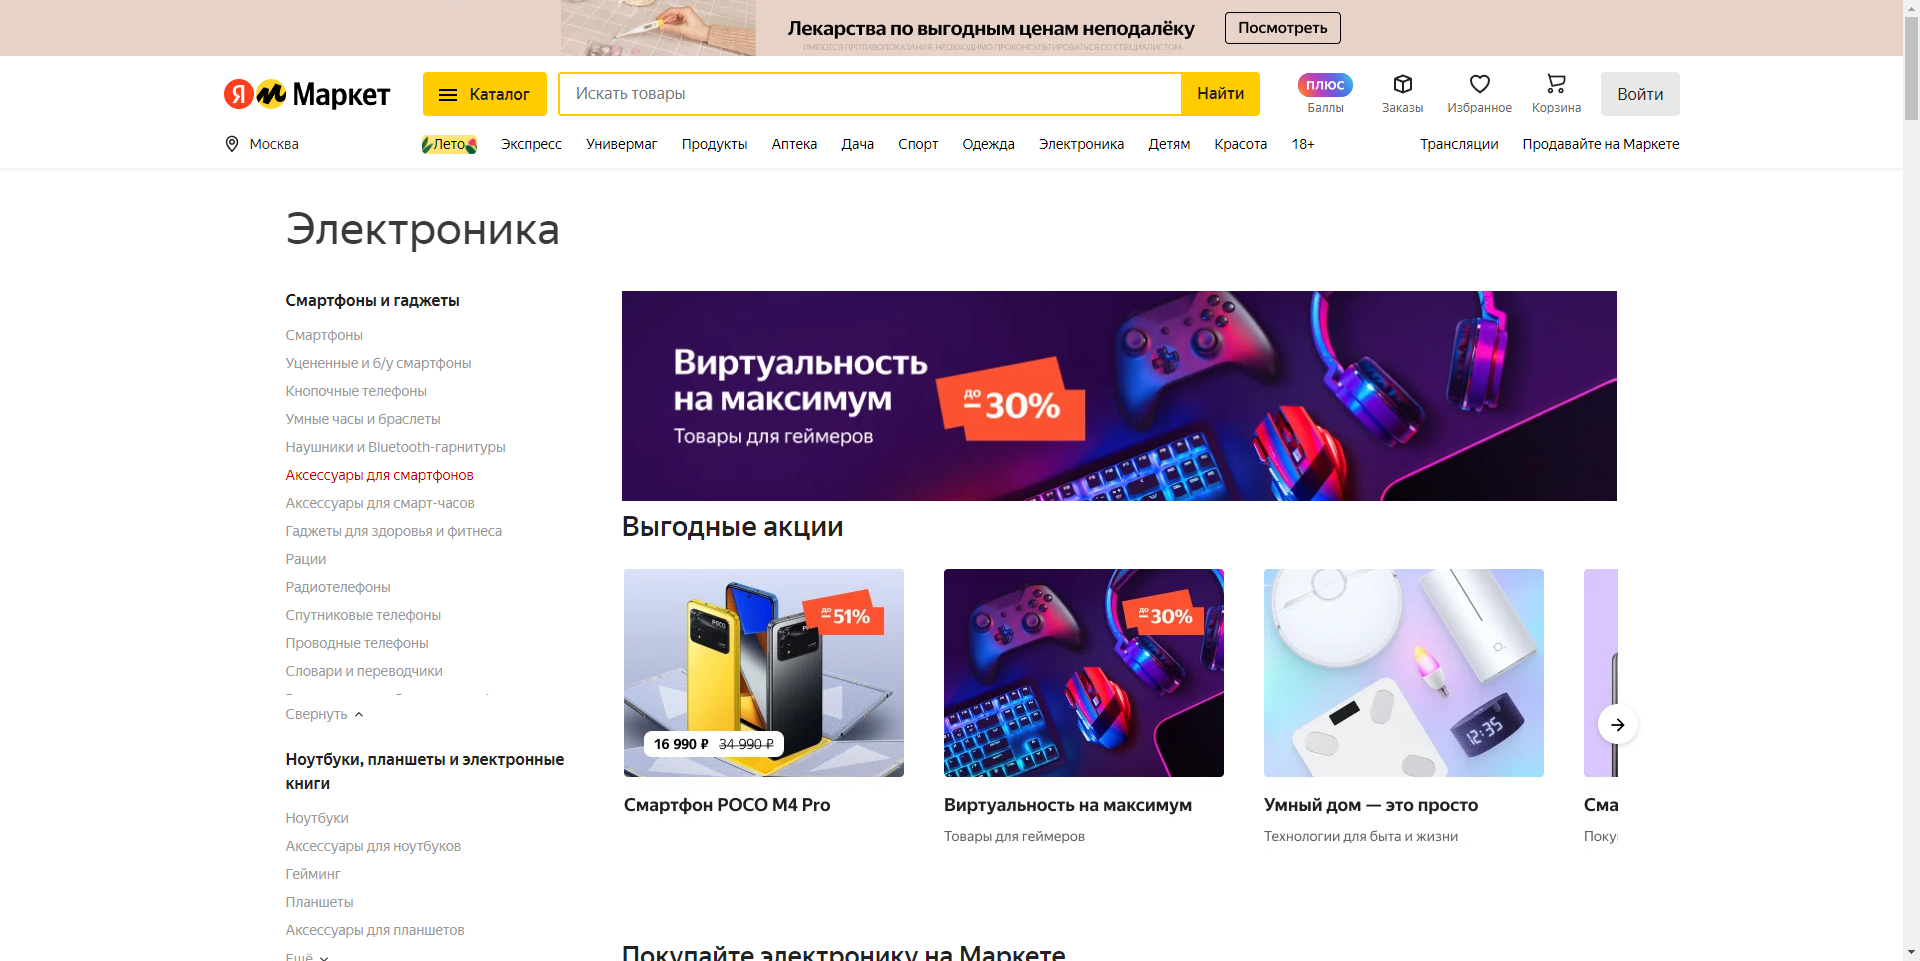 Лекарства по выгодным ценам неподалёку
Посмотреть
ИМЕЮТСЯ ПРОТИВОПОКАЗАНИЯ. НЕОБХОДИМО ПРОКОНСУЛЬТИРОВАТЬСЯ СО СПЕЦИАЛИСТОМ.
Я Маркет
Каталог
Искать товары
Найти
плюс
Баллы
Заказы
Избранное
Корзина
Войти
Москва
Лето
Экспресс
Универмаг
Продукты
Аптека
Дача
Спорт
Одежда
Электроника
Детям
Красота
18+
Трансляции
Продавайте на Маркете
Электроника
Смартфоны и гаджеты
Смартфоны
Уцененные и б/у смартфоны
Кнопочные телефоны
Умные часы и браслеты
Наушники и Bluetooth-гарнитуры
Аксессуары для смартфонов
Аксессуары для смарт-часов
Гаджеты для здоровья и фитнеса
Рации
Радиотелефоны
Спутниковые телефоны
Проводные телефоны
Словари и переводчики
Свернуть
Ноутбуки, планшеты и электронные
книги
Ноутбуки
Аксессуары для ноутбуков
Гейминг
Планшеты
Аксессуары для планшетов
Ещё
Виртуальность
на максимум
Товары для геймеров
до
–30%
Выгодные акции
POCO
до
–51%
16 990 ₽ 34 990 ₽
Смартфон POCO M4 Pro
до
–30%
Виртуальность на максимум
Товары для геймеров
12:35
Умный дом — это просто
Технологии для быта и жизни
Сма
Поку
Покупайте электронику на Маркете